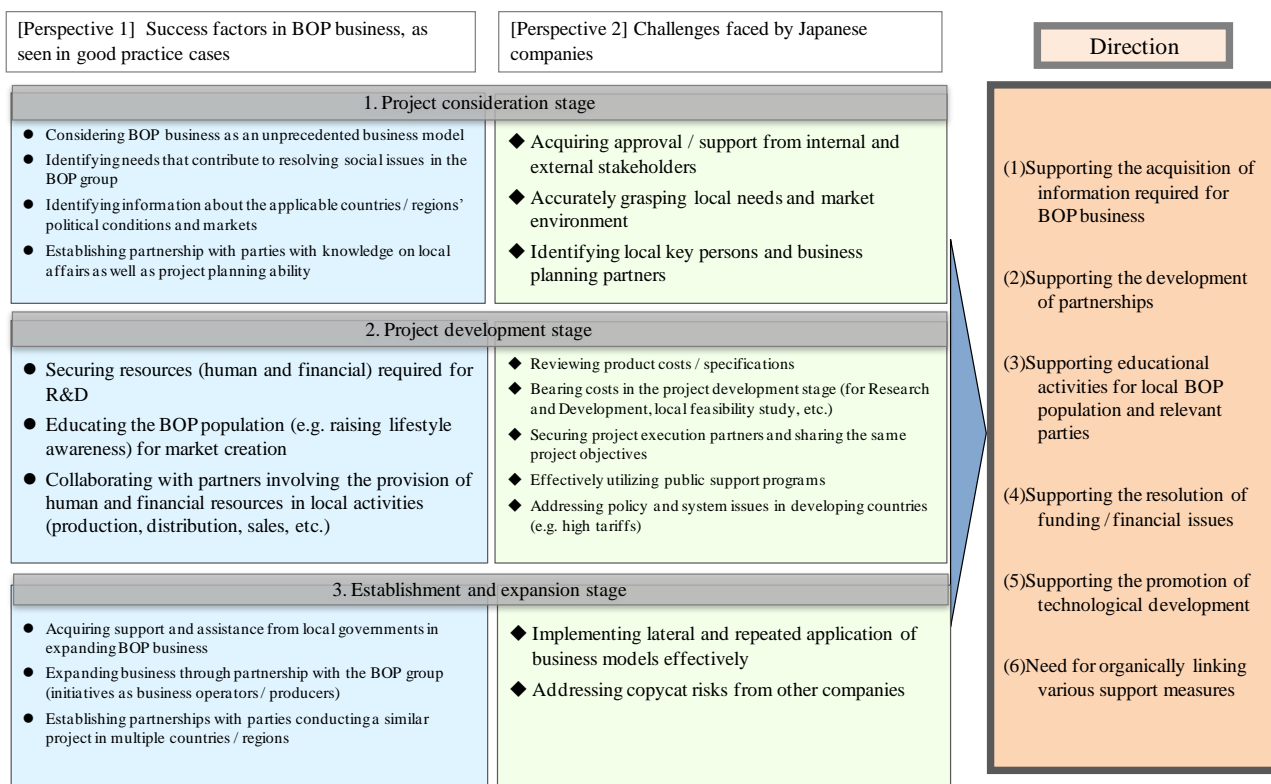 [Perspective 1] Success factors in BOP business, as
seen in good practice cases
[Perspective 2] Challenges faced by Japanese
companies
Direction
1. Project consideration stage
● Considering BOP business as an unprecedented business model
● Identifying needs that contribute to resolving social issues in the
BOP group
● Identifying information about the applicable countries / regions'
political conditions and markets
● Establishing partnership with parties with knowledge on local
affairs as well as project planning ability
◆ Acquiring approval / support from internal and
external stakeholders
◆ Accurately grasping local needs and market
environment
◆ Identifying local key persons and business
planning partners
2. Project development stage
● Securing resources (human and financial) required for
R&D
● Educating the BOP population (e.g. raising lifestyle
awareness) for market creation
● Collaborating with partners involving the provision of
human and financial resources in local activities
(production, distribution, sales, etc.)
◆ Reviewing product costs / specifications
◆ Bearing costs in the project development stage (for Research
and Development, local feasibility study, etc.)
◆ Securing project execution partners and sharing the same
project objectives
◆ Effectively utilizing public support programs
◆ Addressing policy and system issues in developing countries
(e.g. high tariffs)
3. Establishment and expansion stage
● Acquiring support and assistance from local governments in
expanding BOP business
● Expanding business through partnership with the BOP group
(initiatives as business operators / producers)
● Establishing partnerships with parties conducting a similar
project in multiple countries / regions
◆ Implementing lateral and repeated application of
business models effectively
◆ Addressing copycat risks from other companies
(1)Supporting the acquisition of
information required for
BOP business
(2)Supporting the development
of partnerships
(3)Supporting educational
activities for local BOP
population and relevant
parties
(4)Supporting the resolution of
funding / financial issues
(5)Supporting the promotion of
technological development
(6)Need for organically linking
various support measures